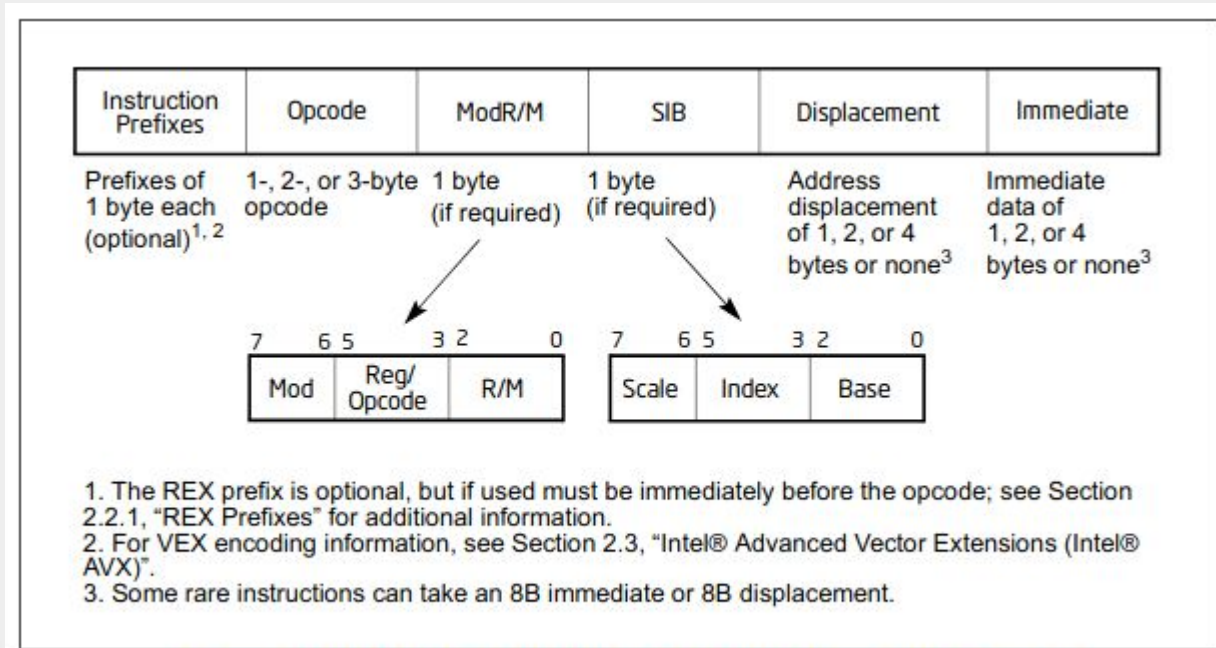 Instruction Prefixes Opcode ModR/M SIB Displacement Immediate
Prefixes of 1 byte each (optional)1, 2
1-, 2-, or 3-byte opcode
1 byte (if required)
1 byte (if required)
Address displacement of 1, 2, or 4 bytes or none3
Immediate data of 1, 2, or 4 bytes or none3
7 6 5 3 2 0
Mod Reg/Opcode R/M
7 6 5 3 2 0
Scale Index Base
1. The REX prefix is optional, but if used must be immediately before the opcode; see Section
2.2.1, “REX Prefixes” for additional information.
2. For VEX encoding information, see Section 2.3, “Intel® Advanced Vector Extensions (Intel®
AVX)”.
3. Some rare instructions can take an 8B immediate or 8B displacement.